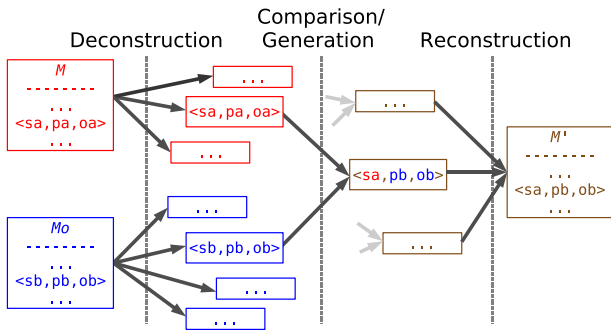 Comparison/
Deconstruction Generation Reconstruction
M
--------
...
<sa,pa,oa>
...
...
<sa,pa,oa>
...
...
<sa,pb,ob>
...
M'
--------
...
<sa,pb,ob>
...
Mo
--------
...
<sb,pb,ob>
...
...
<sb,pb,ob>
...
...